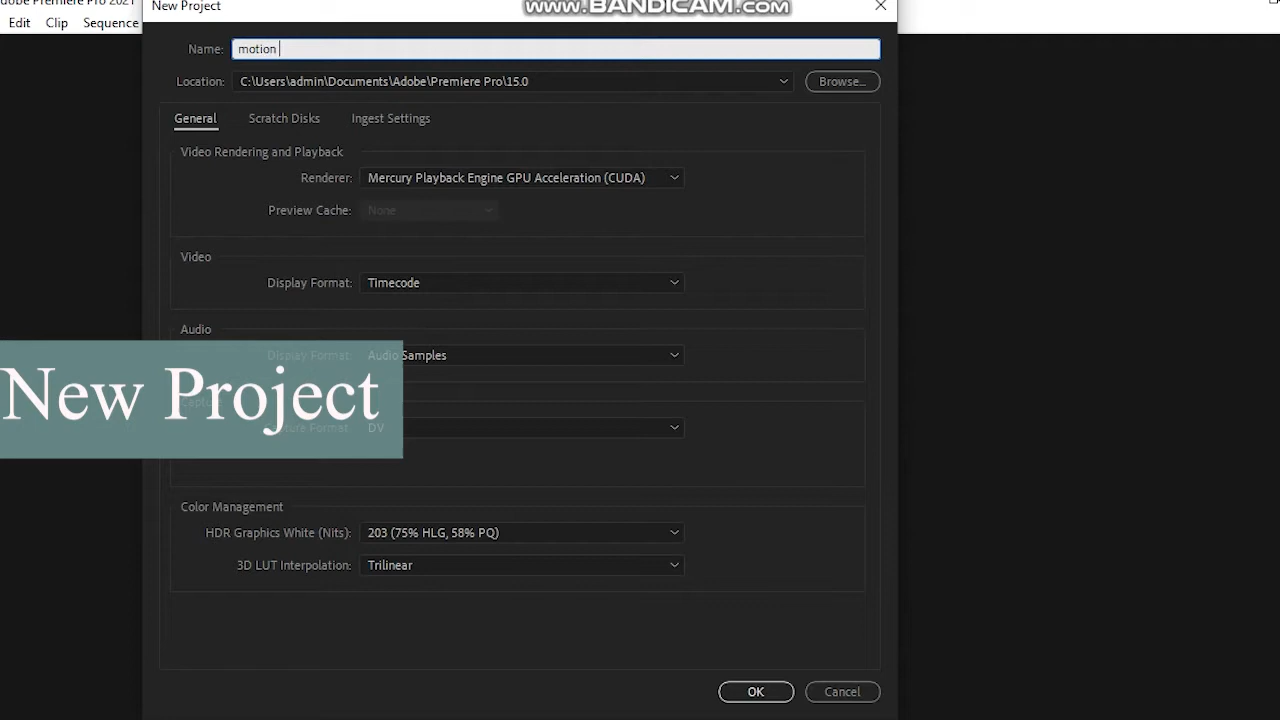 Adobe Premiere Pro 2021
New Project
www.BANDICAM.com
Edit Clip Sequence
Name: motion
Location: C:\Users\admin\Documents\Adobe\Premiere Pro\15.0 Browse...
General Scratch Disks Ingest Settings
Video Rendering and Playback
Renderer: Mercury Playback Engine GPU Acceleration (CUDA)
Preview Cache: None
Video
Display Format: Timecode
Audio
Display Format: Audio Samples
New Project
Capture
Capture Format: DV
Color Management
HDR Graphics White (Nits): 203 (75% HLG, 58% PQ)
3D LUT Interpolation: Trilinear
OK Cancel